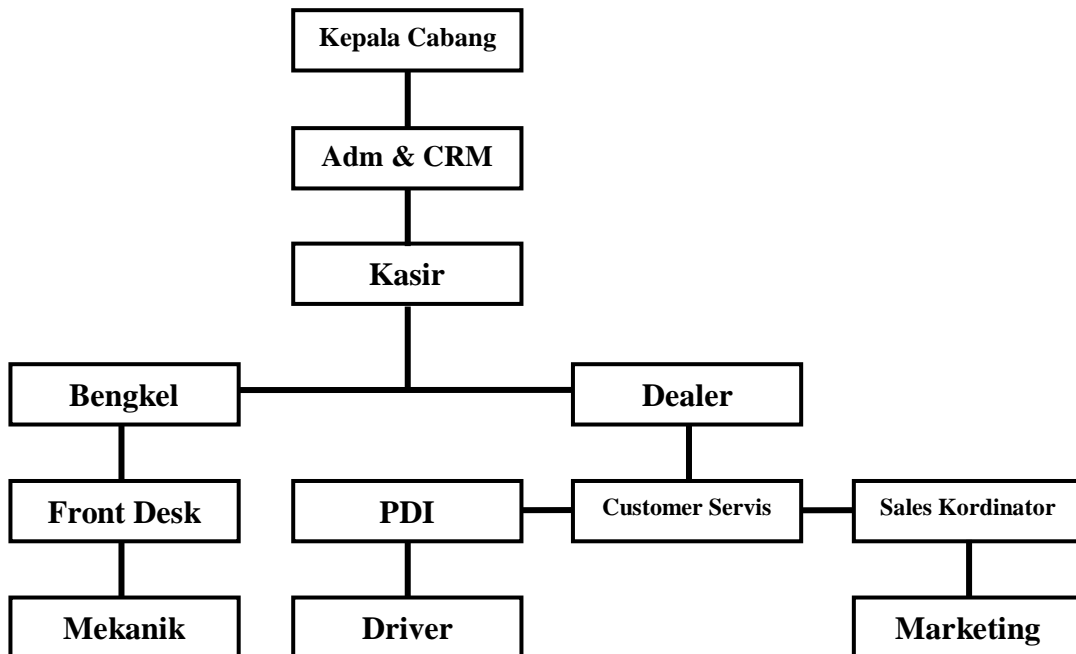 Kepala Cabang
Adm & CRM
Kasir
Bengkel
Dealer
Front Desk
PDI
Customer Servis
Sales Kordinator
Mekanik
Driver
Marketing